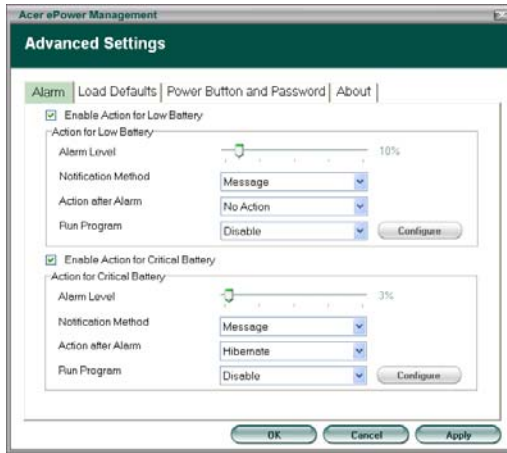 Acer ePower Management
Advanced Settings
Alarm Load Defaults Power Button and Password About
Enable Action for Low Battery
Action for Low Battery
Alarm Level 10%
Notification Method Message
Action after Alarm No Action
Run Program Disable Configure
Enable Action for Critical Battery
Action for Critical Battery
Alarm Level 3%
Notification Method Message
Action after Alarm Hibernate
Run Program Disable Configure
OK Cancel Apply